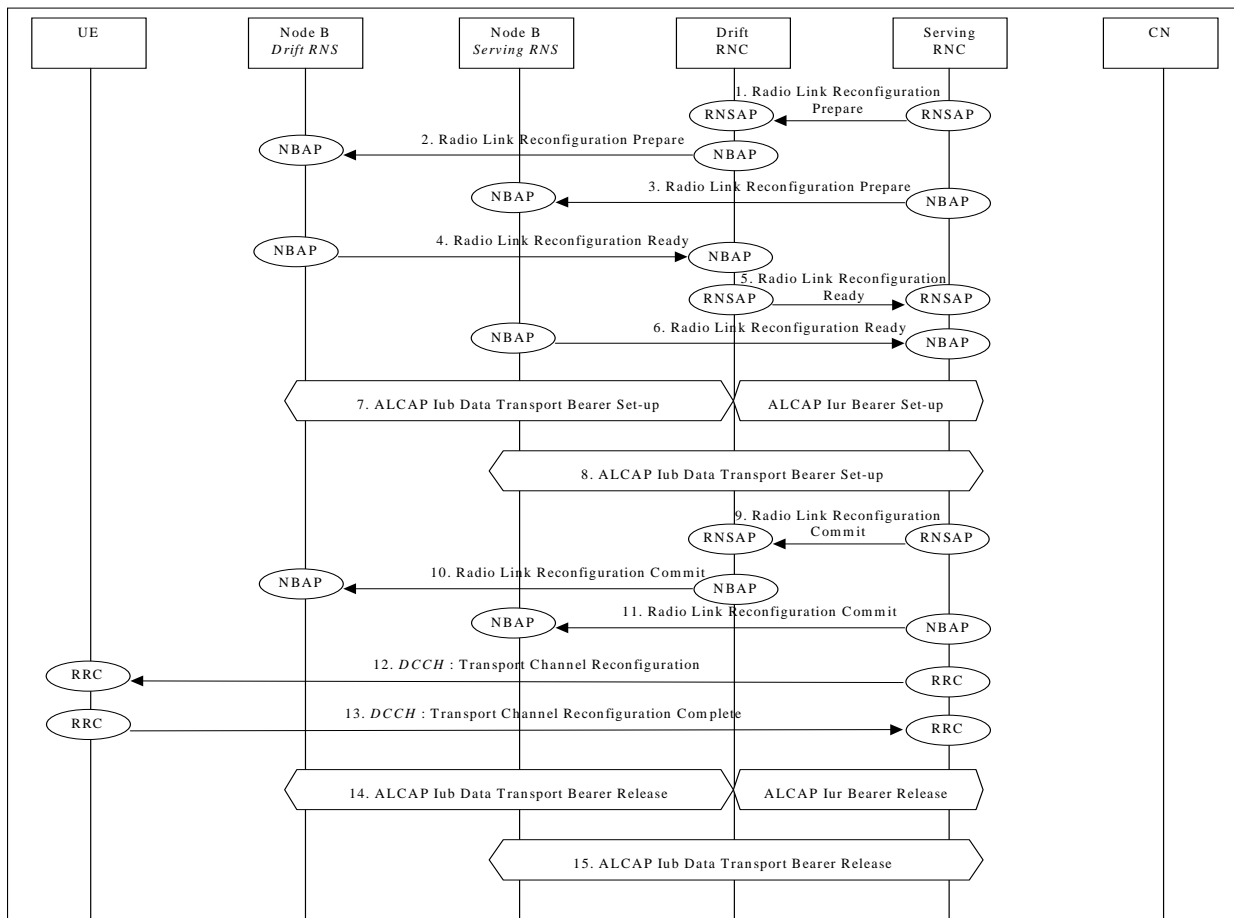 UE
Node B
Drift RNS
Node B
Serving RNS
Drift
RNC
Serving
RNC
CN
1. Radio Link Reconfiguration
Prepare
RNSAP
RNSAP
2. Radio Link Reconfiguration Prepare
NBAP
NBAP
3. Radio Link Reconfiguration Prepare
NBAP
NBAP
4. Radio Link Reconfiguration Ready
NBAP
NBAP
5. Radio Link Reconfiguration
Ready
RNSAP
RNSAP
6. Radio Link Reconfiguration Ready
NBAP
NBAP
7. ALCAP Iub Data Transport Bearer Set-up
ALCAP Iur Bearer Set-up
8. ALCAP Iub Data Transport Bearer Set-up
9. Radio Link Reconfiguration
Commit
RNSAP
RNSAP
10. Radio Link Reconfiguration Commit
NBAP
NBAP
11. Radio Link Reconfiguration Commit
NBAP
NBAP
12. DCCH : Transport Channel Reconfiguration
RRC
RRC
13. DCCH : Transport Channel Reconfiguration Complete
RRC
RRC
14. ALCAP Iub Data Transport Bearer Release
ALCAP Iur Bearer Release
15. ALCAP Iub Data Transport Bearer Release